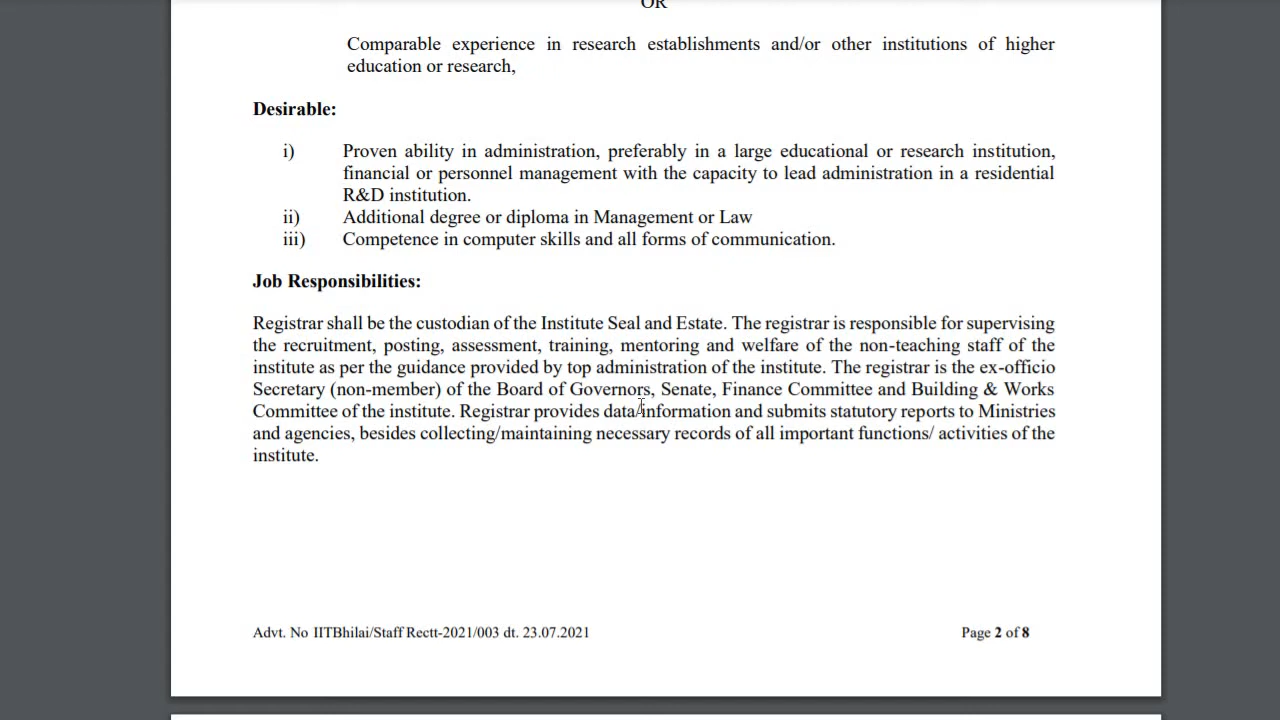 OR
Comparable experience in research establishments and/or other institutions of higher
education or research,
Desirable:
i) Proven ability in administration, preferably in a large educational or research institution,
financial or personnel management with the capacity to lead administration in a residential
R&D institution.
ii) Additional degree or diploma in Management or Law
iii) Competence in computer skills and all forms of communication.
Job Responsibilities:
Registrar shall be the custodian of the Institute Seal and Estate. The registrar is responsible for supervising
the recruitment, posting, assessment, training, mentoring and welfare of the non-teaching staff of the
institute as per the guidance provided by top administration of the institute. The registrar is the ex-officio
Secretary (non-member) of the Board of Governors, Senate, Finance Committee and Building & Works
Committee of the institute. Registrar provides data/information and submits statutory reports to Ministries
and agencies, besides collecting/maintaining necessary records of all important functions/ activities of the
institute.
Advt. No IITBhilai/Staff Rectt-2021/003 dt. 23.07.2021 Page 2 of 8